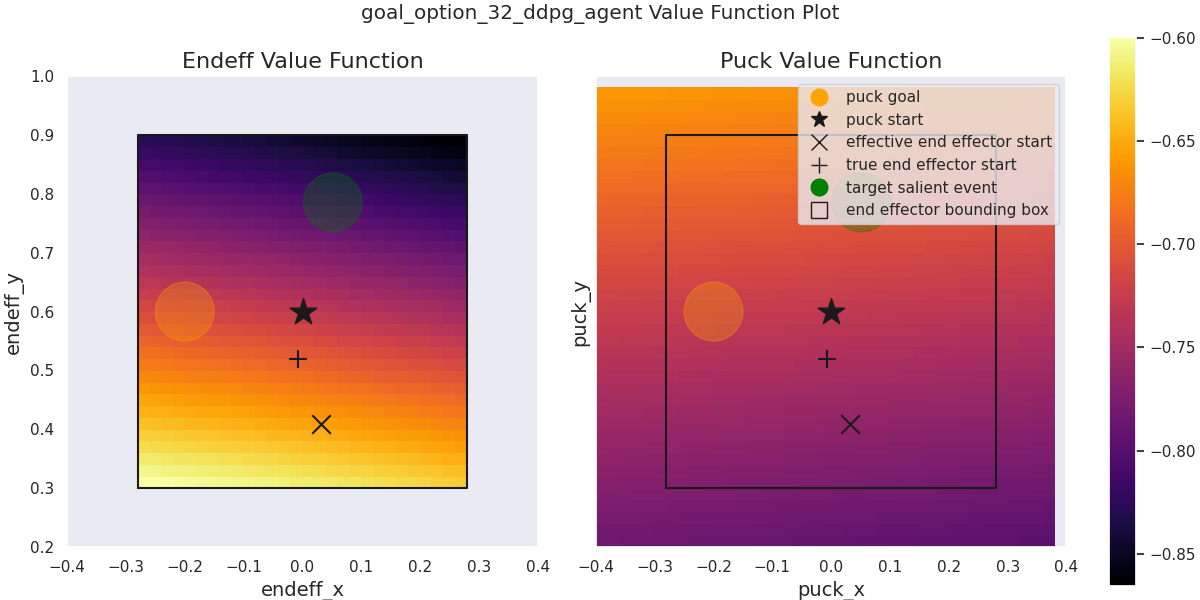 goal_option_32_ddpg_agent Value Function Plot
Endeff Value Function
1.0
0.9
0.8
0.7
0.6
0.5
0.4
0.3
0.2
endeff_y
−0.4 −0.3 −0.2 −0.1 0.0 0.1 0.2 0.3 0.4
endeff_x
Puck Value Function
puck goal
puck start
effective end effector start
true end effector start
target salient event
end effector bounding box
puck_y
−0.4 −0.3 −0.2 −0.1 0.0 0.1 0.2 0.3 0.4
puck_x
−0.60
−0.65
−0.70
−0.75
−0.80
−0.85